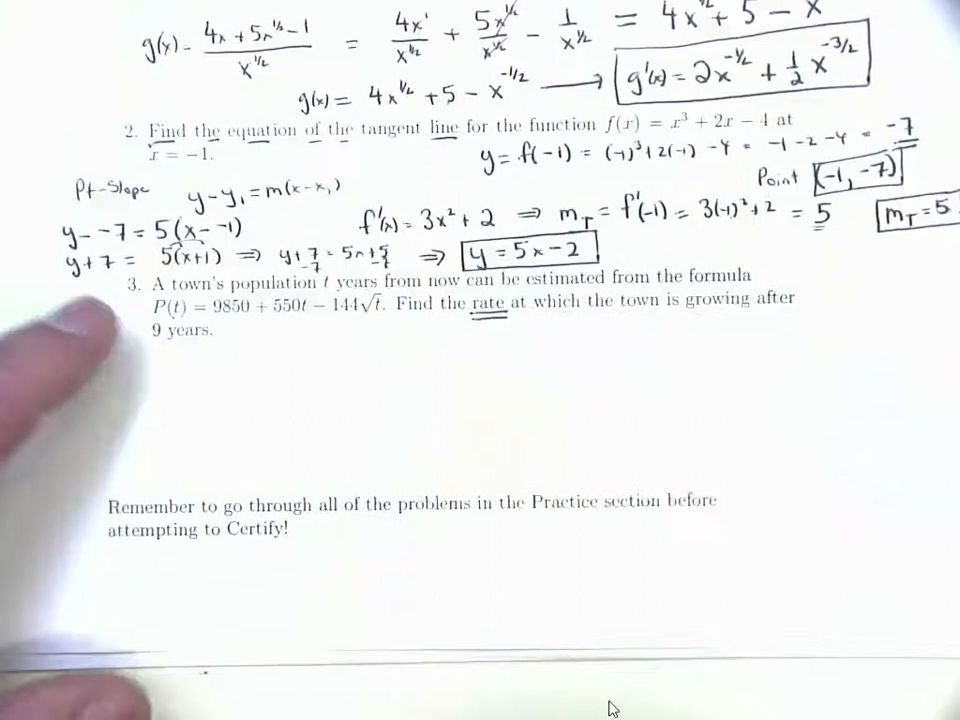 g(x) = (4x + 5x^1/2 - 1)/x^1/2 = 4x^1/x^1/2 + 5x^1/2/x^1/2 - 1/x^1/2 = 4x^1/2 + 5 - x
g(x) = 4x^1/2 + 5 - x^-1/2 → g'(x) = 2x^-1/2 + 1/2 x^-3/2
2. Find the equation of the tangent line for the function f(x) = x³ + 2x − 4 at
x = −1.
y = f(-1) = (-1)³ + 2(-1) - 4 = -1 - 2 - 4 = -7
Point (-1, -7)
Pt-Slope y - y₁ = m(x - x₁)
f'(x) = 3x² + 2 ⇒ m_T = f'(-1) = 3(-1)² + 2 = 5 m_T = 5
y - -7 = 5(x - -1)
y + 7 = 5(x+1) ⇒ y + 7 = 5x + 5 ⇒ y = 5x - 2
-7 -7
3. A town's population t years from now can be estimated from the formula
P(t) = 9850 + 550t − 144√t. Find the rate at which the town is growing after
9 years.
Remember to go through all of the problems in the Practice section before
attempting to Certify!